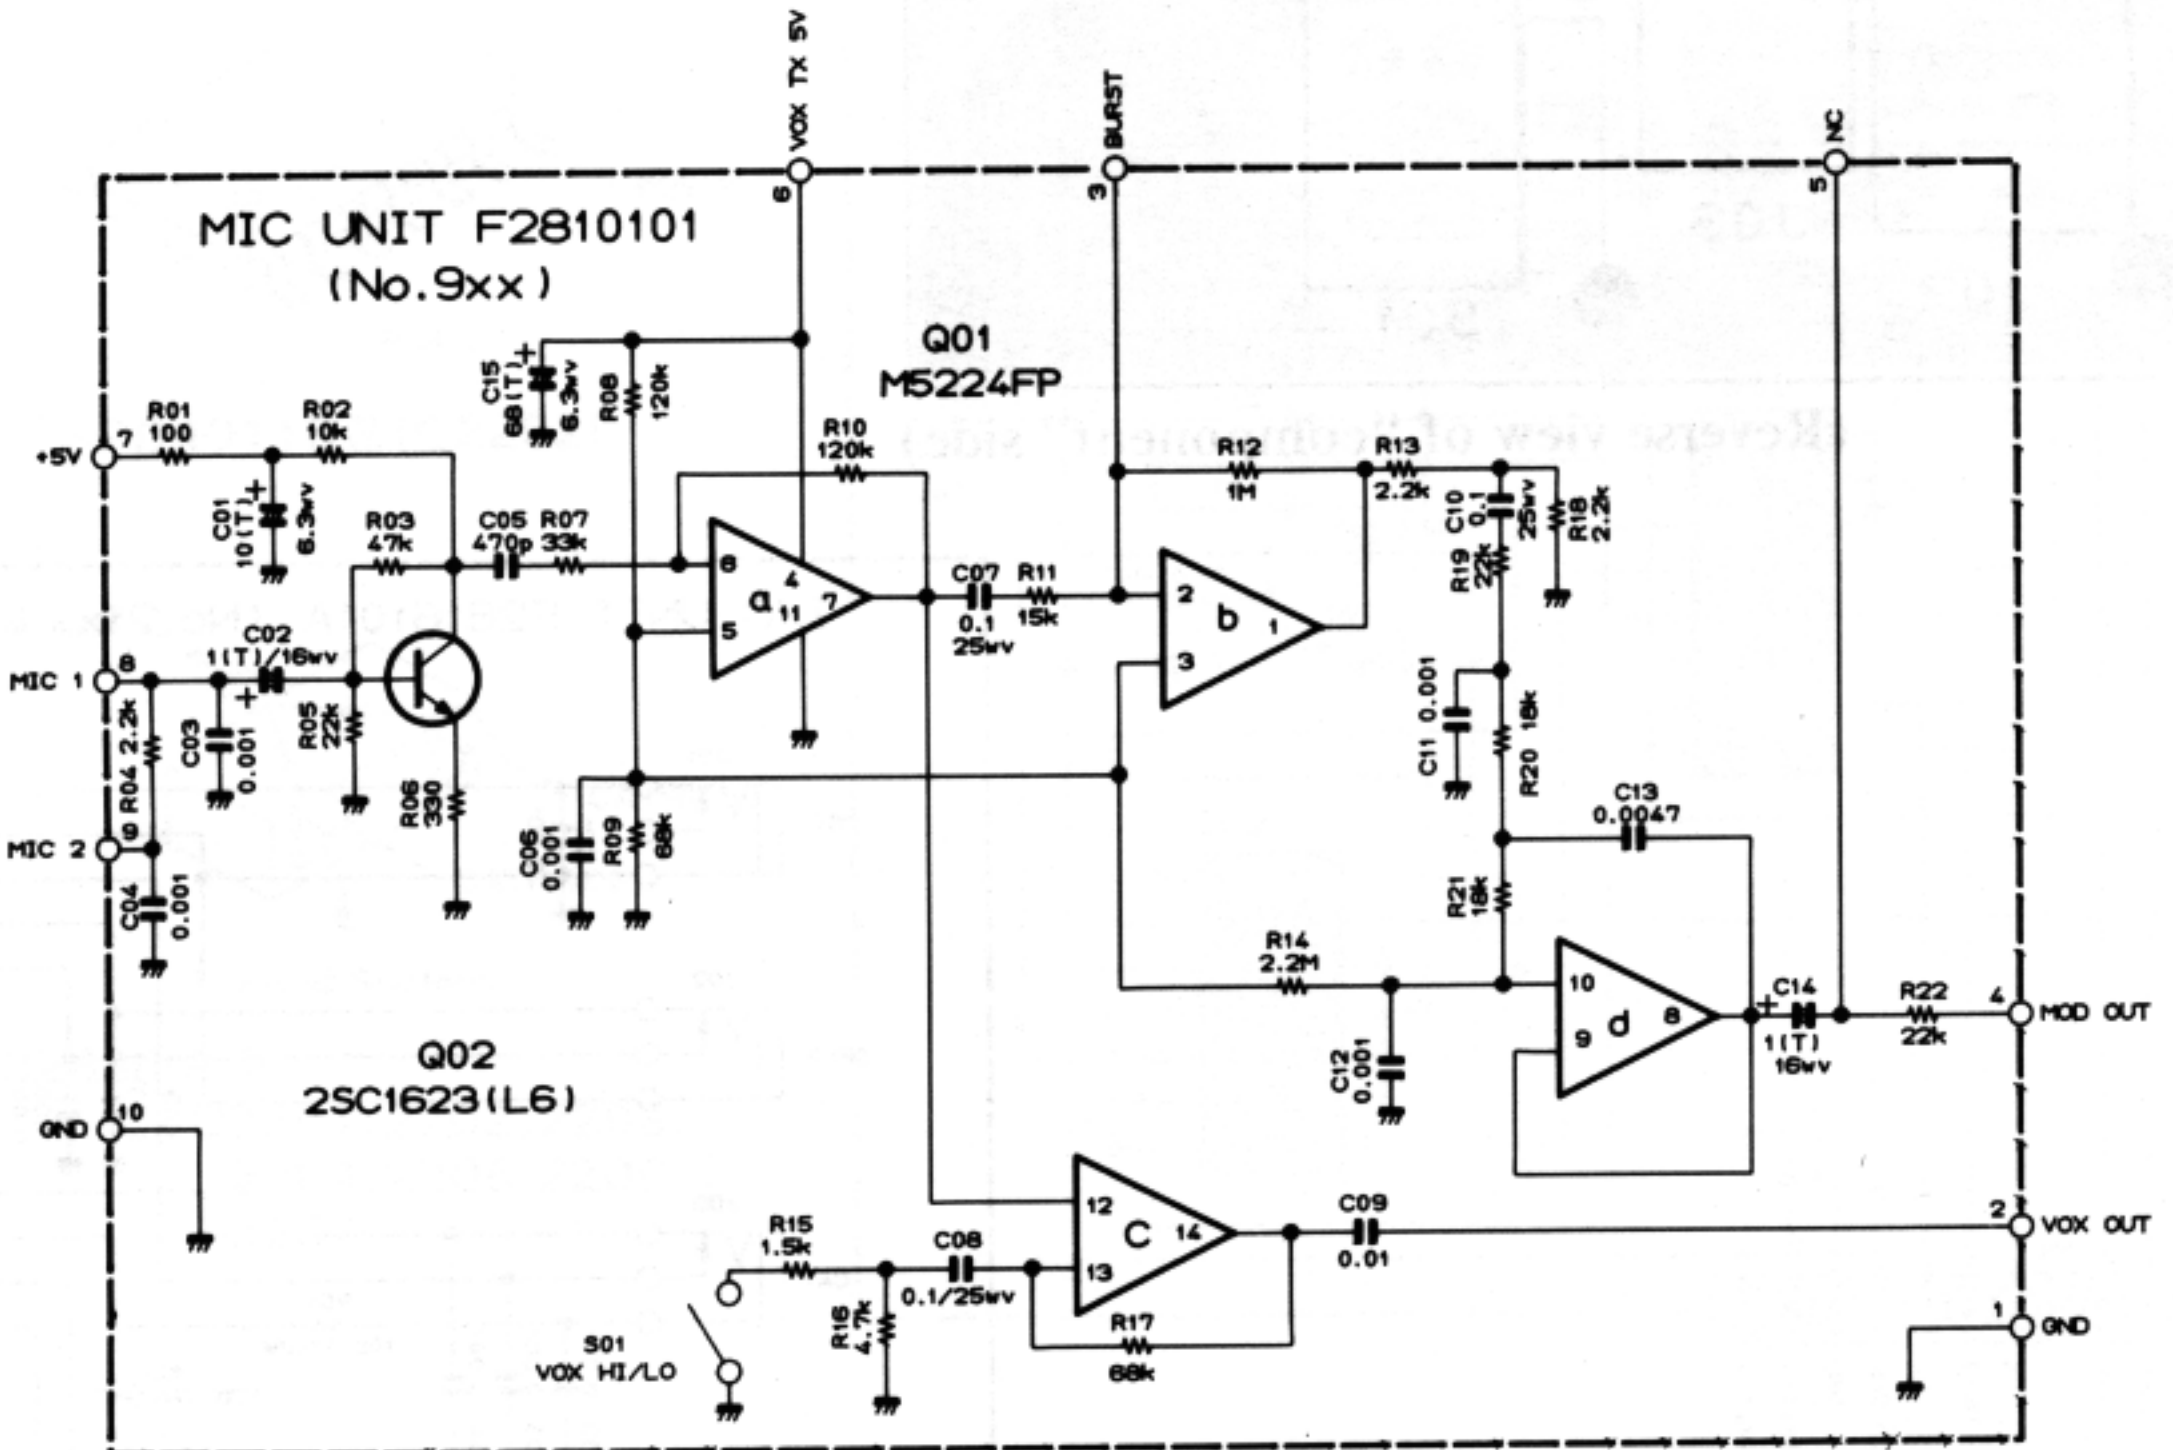 VOX TX 5V
6
BURST
3
NC
5
MIC UNIT F2810101
(No.9xx)
Q01
M5224FP
C15
68(T)
6.3wv
R08
120k
R10
120k
+5V
7
R01
100
R02
10k
C01
10(T)
6.3wv
R03
47k
C05
470p
R07
33k
6
5
a
4
11
7
C07
0.1
25wv
R11
15k
R12
1M
R13
2.2k
C10
0.1
25wv
R18
2.2k
R19
22k
2
3
b
1
MIC 1
8
C02
1(T)/16wv
R04 2.2k
C03
0.001
R05
22k
R06
330
MIC 2
9
C04
0.001
C06
0.001
R09
68k
C11 0.001
R20 18k
C13
0.0047
R21
18k
R14
2.2M
C12
0.001
10
9
d
8
C14
1(T)
16wv
R22
22k
4
MOD OUT
Q02
2SC1623(L6)
GND
10
12
13
C
14
R15
1.5k
C08
0.1/25wv
R16
4.7k
R17
68k
C09
0.01
2
VOX OUT
S01
VOX HI/LO
1
GND
(Reverse view of "component" side)